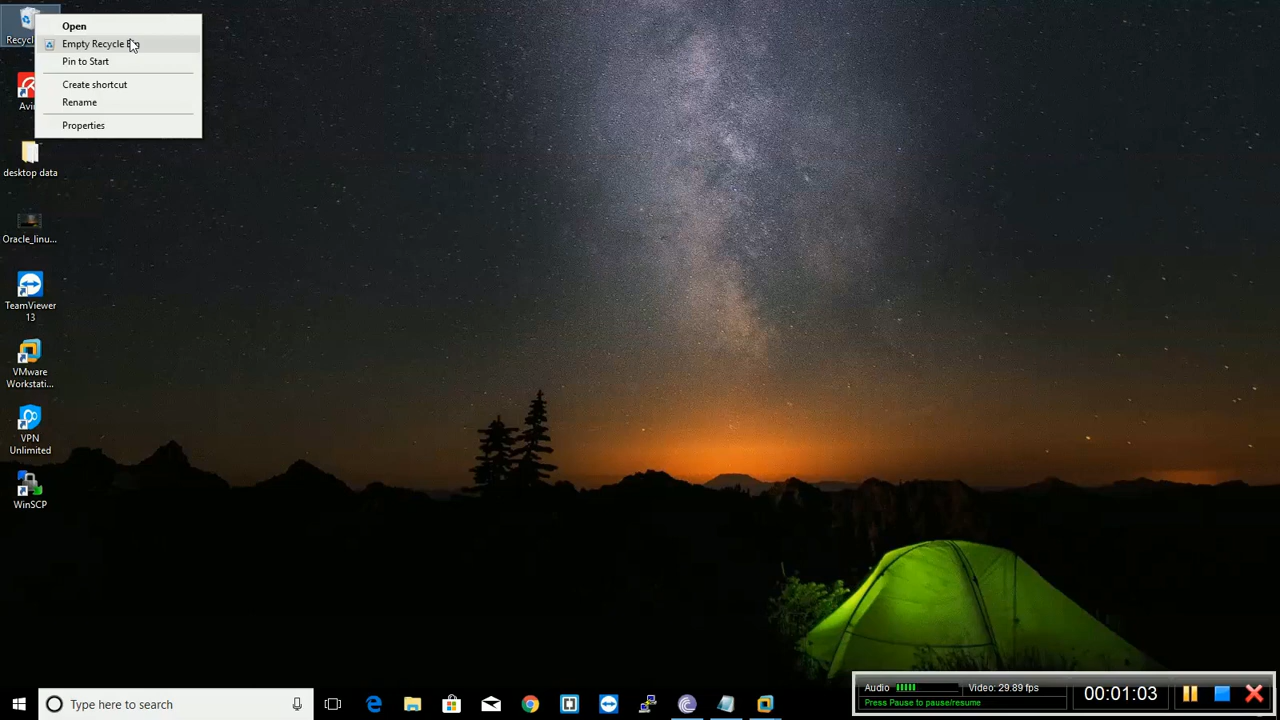 Open
Empty Recycle
Pin to Start
Create shortcut
Rename
Properties
desktop data
Oracle_linu...
TeamViewer
13
VMware
Workstati...
VPN
Unlimited
WinSCP
Type here to search
Audio
Video: 29.89 fps
Press Pause to pause/resume
00:01:03